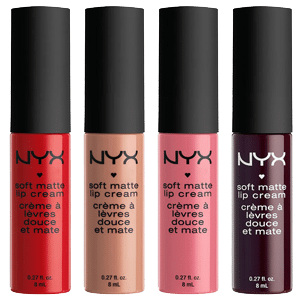 NYX
soft matte
lip cream
crème à
lèvres
douce
et mate
0.27 fl. oz.
8 mL
NYX
soft matte
lip cream
crème à
lèvres
douce
et mate
0.27 fl. oz.
8 mL
NYX
soft matte
lip cream
crème à
lèvres
douce
et mate
0.27 fl. oz.
8 mL
NYX
soft matte
lip cream
crème à
lèvres
douce
et mate
0.27 fl. oz.
8 mL